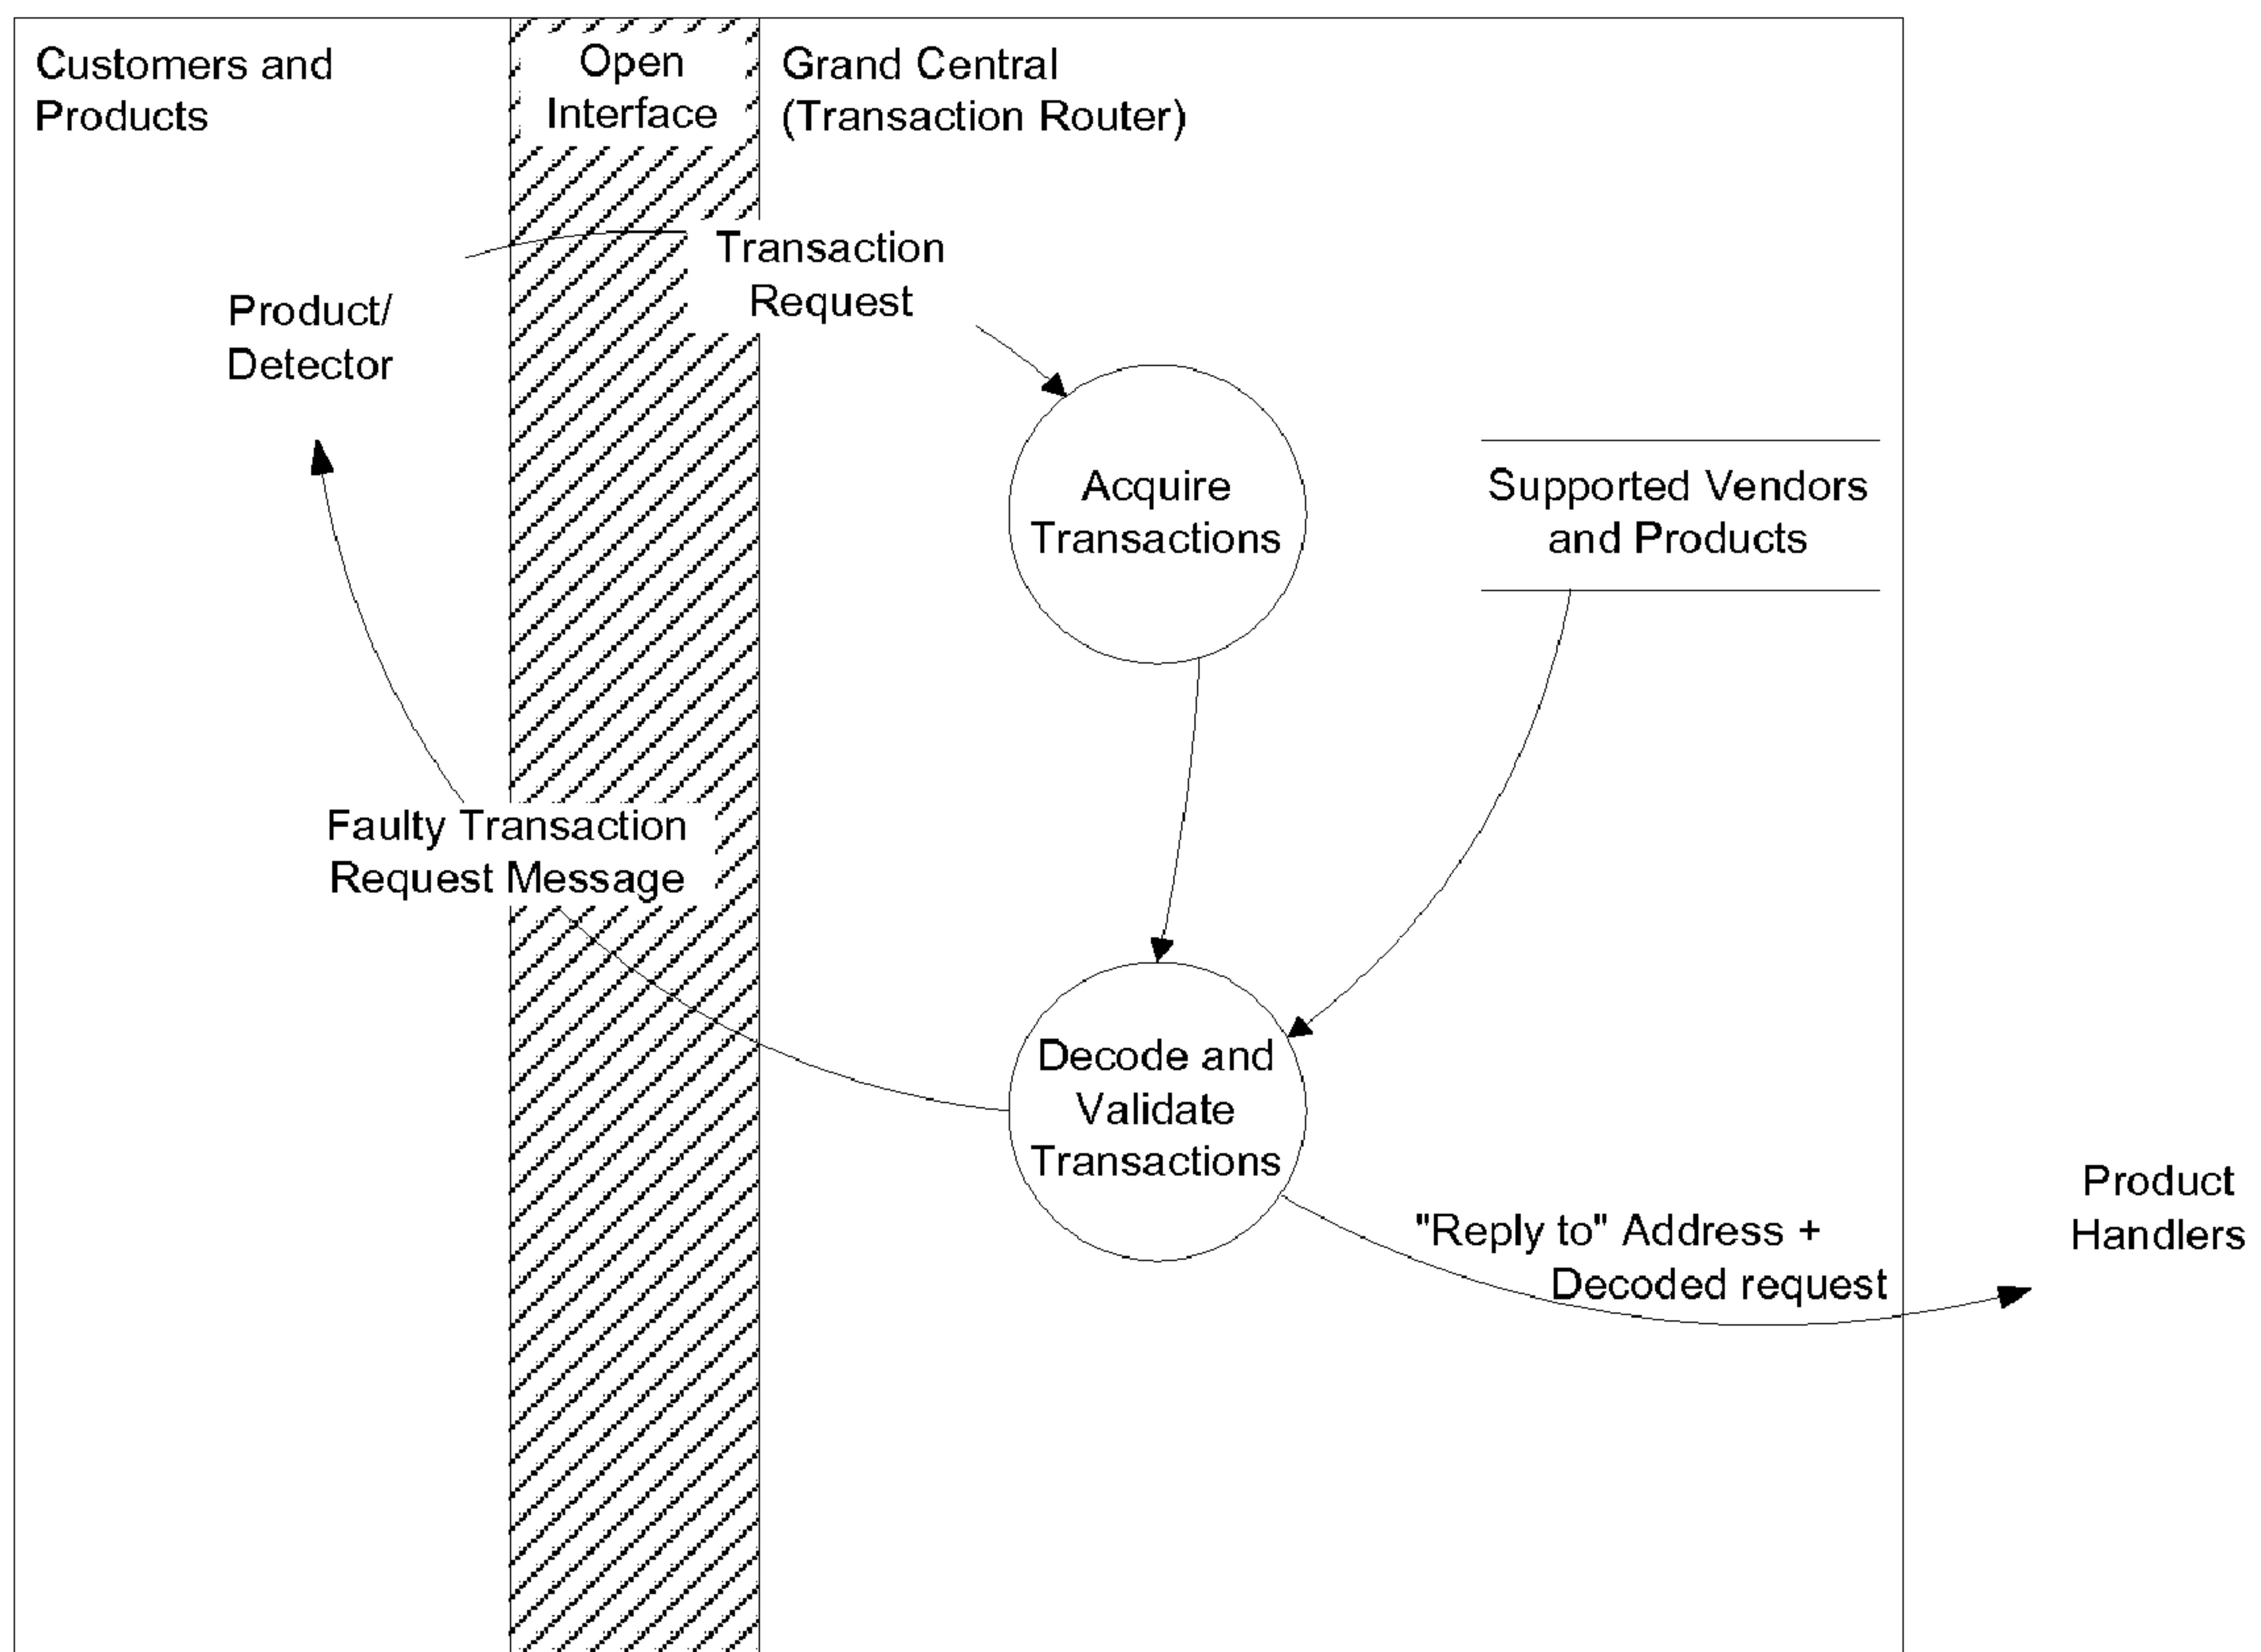 Customers and
Products
Open
Interface
Grand Central
(Transaction Router)
Transaction
Request
Product/
Detector
Acquire
Transactions
Supported Vendors
and Products
Faulty Transaction
Request Message
Decode and
Validate
Transactions
"Reply to" Address +
Decoded request
Product
Handlers